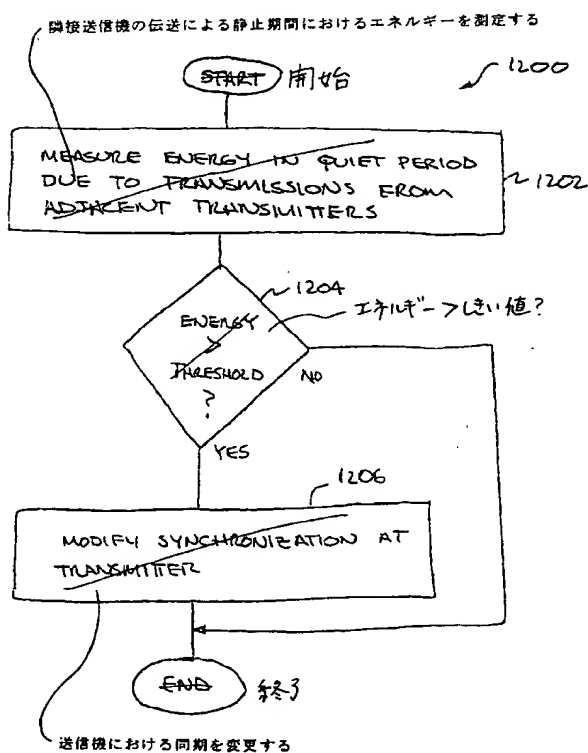 隣接送信機の伝送による静止期間におけるエネルギーを測定する
START 開始
1200
MEASURE ENERGY IN QUIET PERIOD
DUE TO TRANSMISSIONS FROM
ADJACENT TRANSMITTERS
1202
1204
ENERGY
>
THRESHOLD
?
エネルギー>しきい値?
NO
YES
1206
MODIFY SYNCHRONIZATION AT
TRANSMITTER
END 終了
送信機における同期を変更する